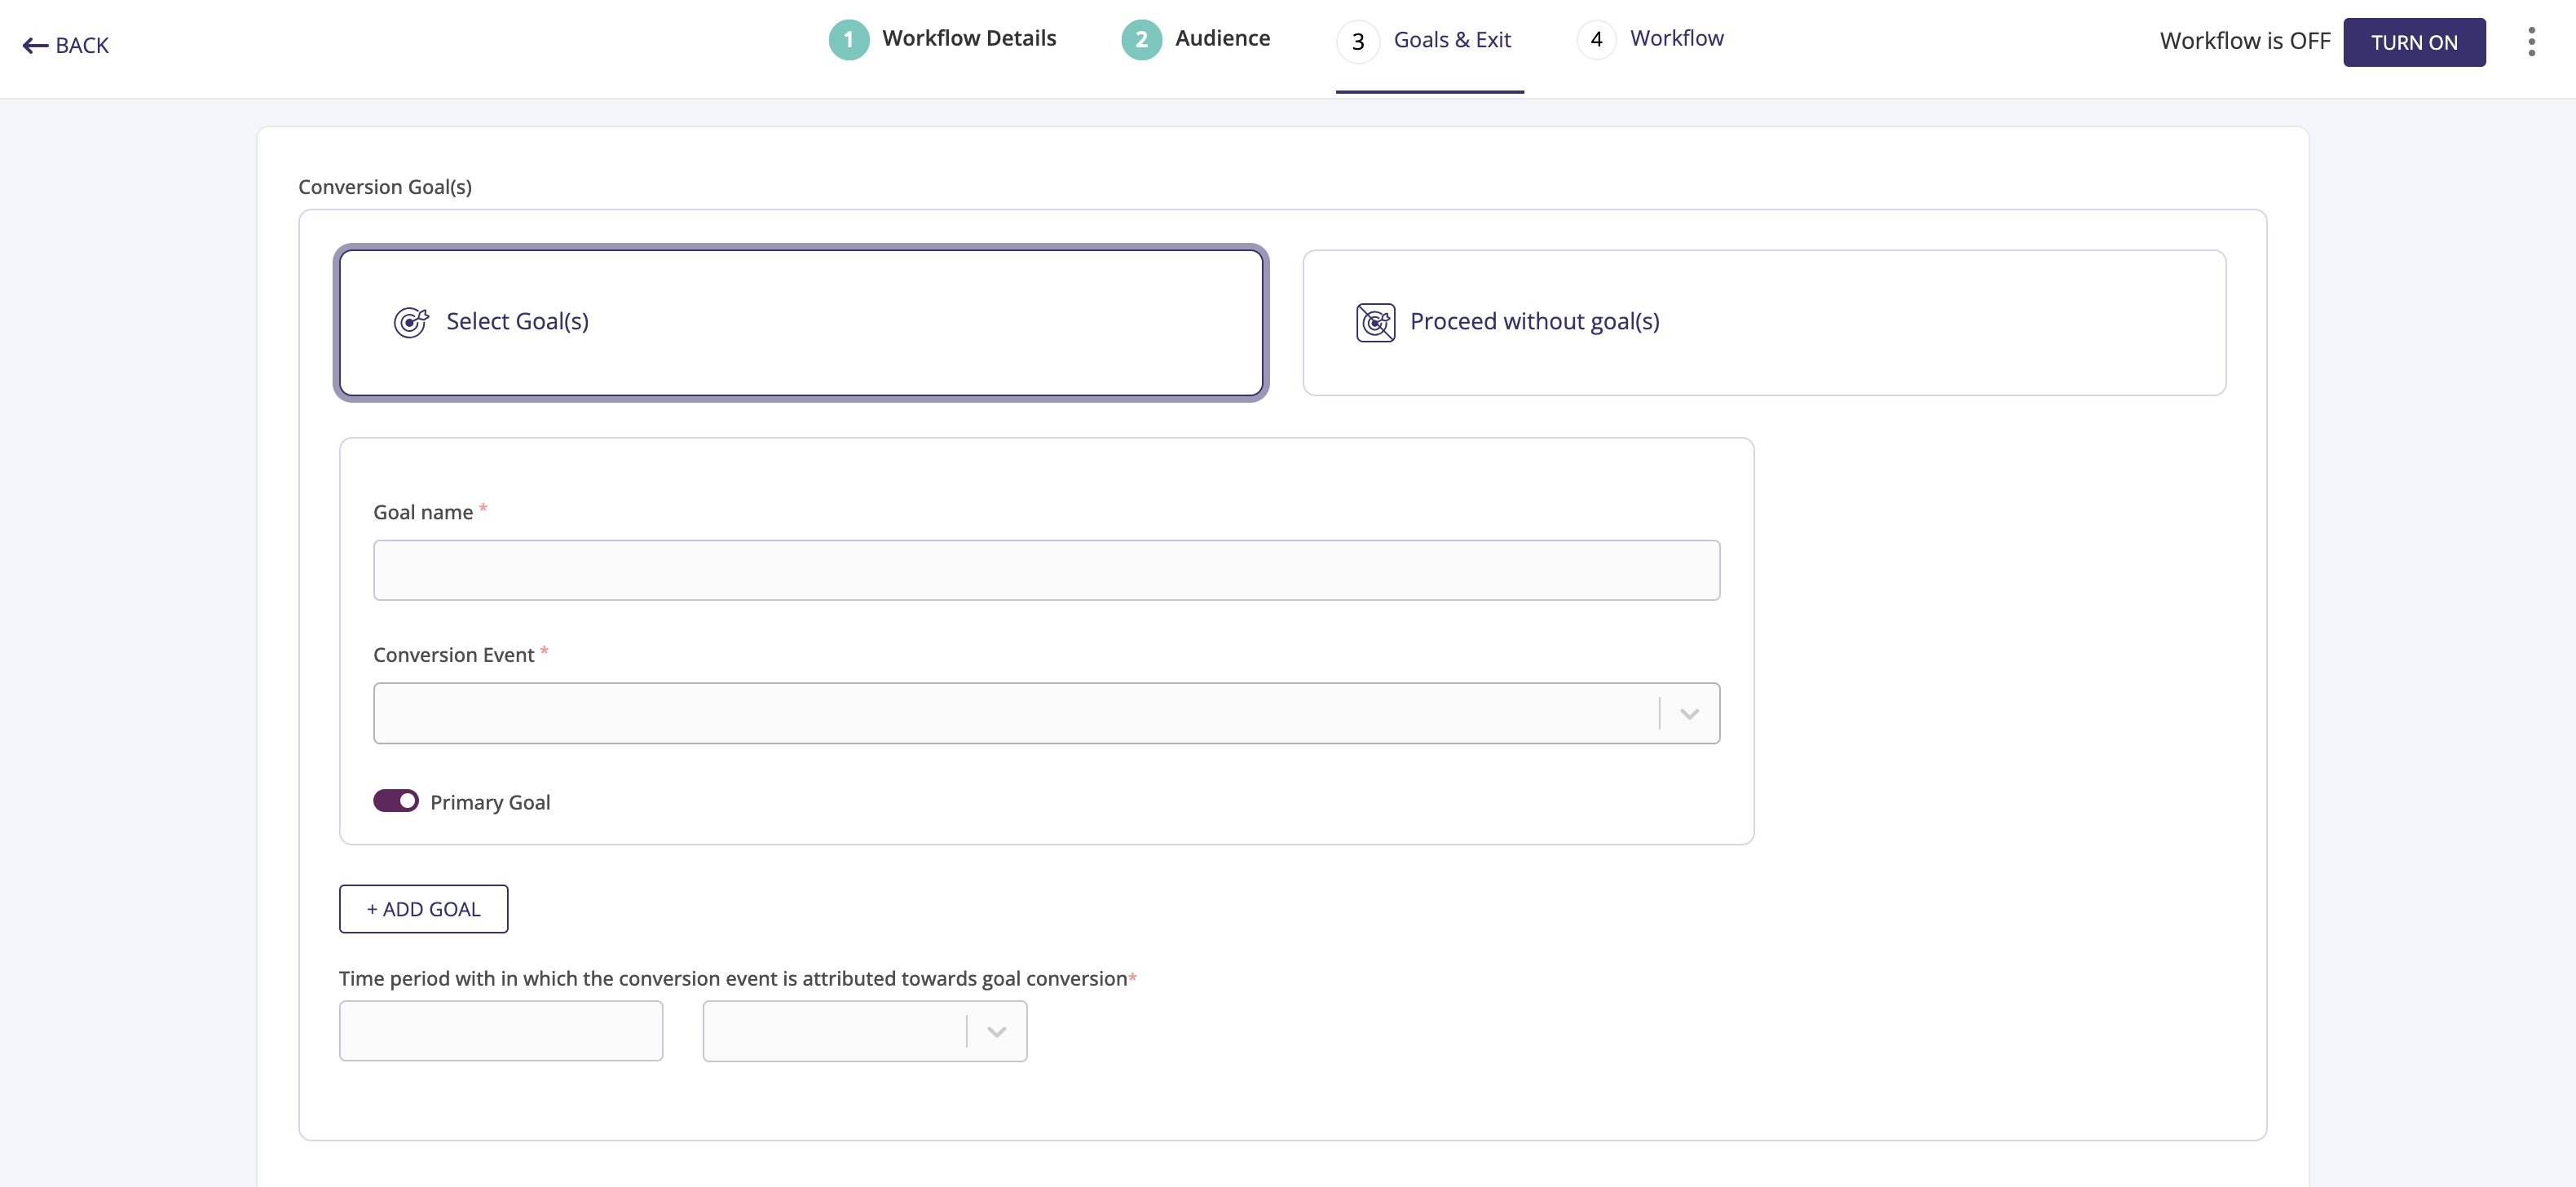 BACK
1 Workflow Details
2 Audience
3 Goals & Exit
4 Workflow
Workflow is OFF
TURN ON
Conversion Goal(s)
Select Goal(s)
Proceed without goal(s)
Goal name *
Conversion Event *
Primary Goal
+ ADD GOAL
Time period with in which the conversion event is attributed towards goal conversion*